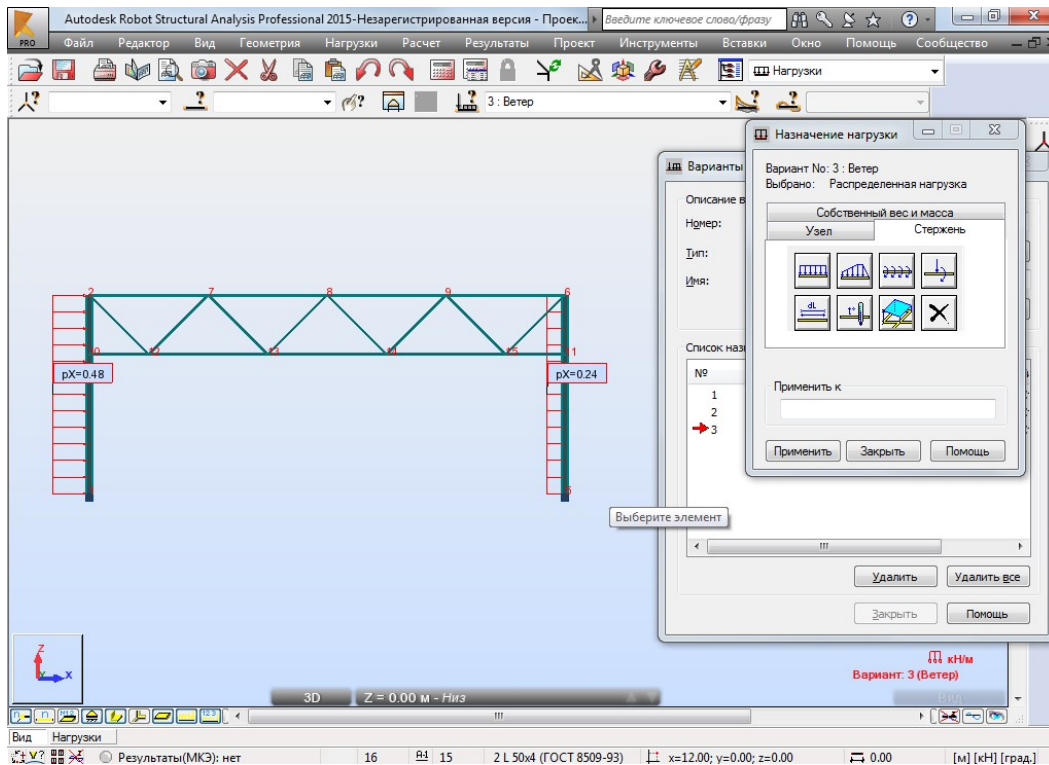 Autodesk Robot Structural Analysis Professional 2015-Незарегистрированная версия - Проек...
Введите ключевое слово/фразу
PRO
Файл Редактор Вид Геометрия Нагрузки Расчет Результаты Проект Инструменты Вставки Окно Помощь Сообщество
Нагрузки
3 : Ветер
Назначение нагрузки
Вариант No: 3 : Ветер
Выбрано: Распределенная нагрузка
Собственный вес и масса
Узел Стержень
dL
t°
Применить к
Применить Закрыть Помощь
Варианты
Описание в
Номер:
Тип:
Имя:
Список наз
№
1
2
3
Удалить Удалить все
Закрыть Помощь
Выберите элемент
2 7 8 9 6
12 13 14 15 11
pX=0.48
pX=0.24
5
Z
X
кН/м
Вариант: 3 (Ветер)
3D Z = 0.00 м - Низ
Вид
Вид Нагрузки
Результаты(МКЭ): нет 16 15 2 L 50x4 (ГОСТ 8509-93) x=12.00; y=0.00; z=0.00 0.00 [м] [кН] [град.]